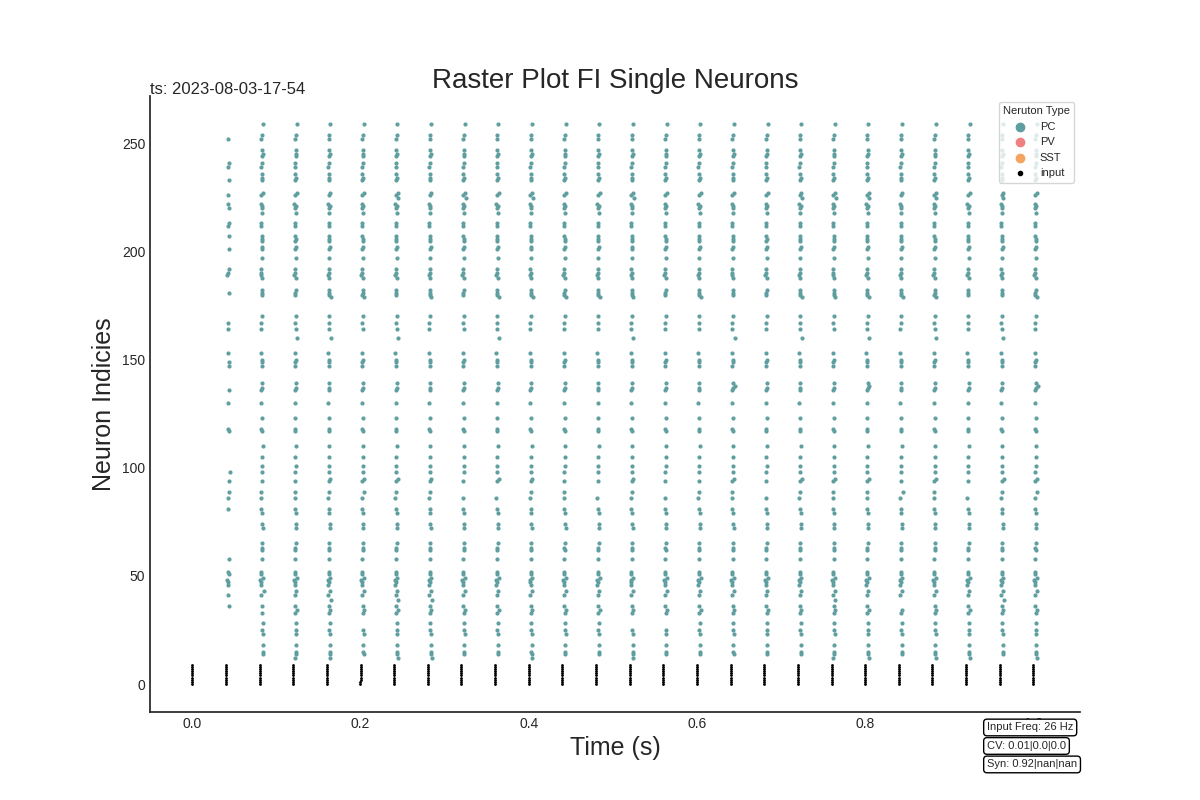 Raster Plot FI Single Neurons
ts: 2023-08-03-17-54
Neruton Type
PC
PV
SST
input
250
200
150
100
50
0
Neuron Indicies
0.0 0.2 0.4 0.6 0.8
Time (s)
Input Freq: 26 Hz
CV: 0.01|0.0|0.0
Syn: 0.92|nan|nan